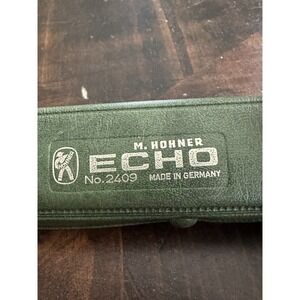 M. HOHNER
ECHO
No. 2409 MADE IN GERMANY